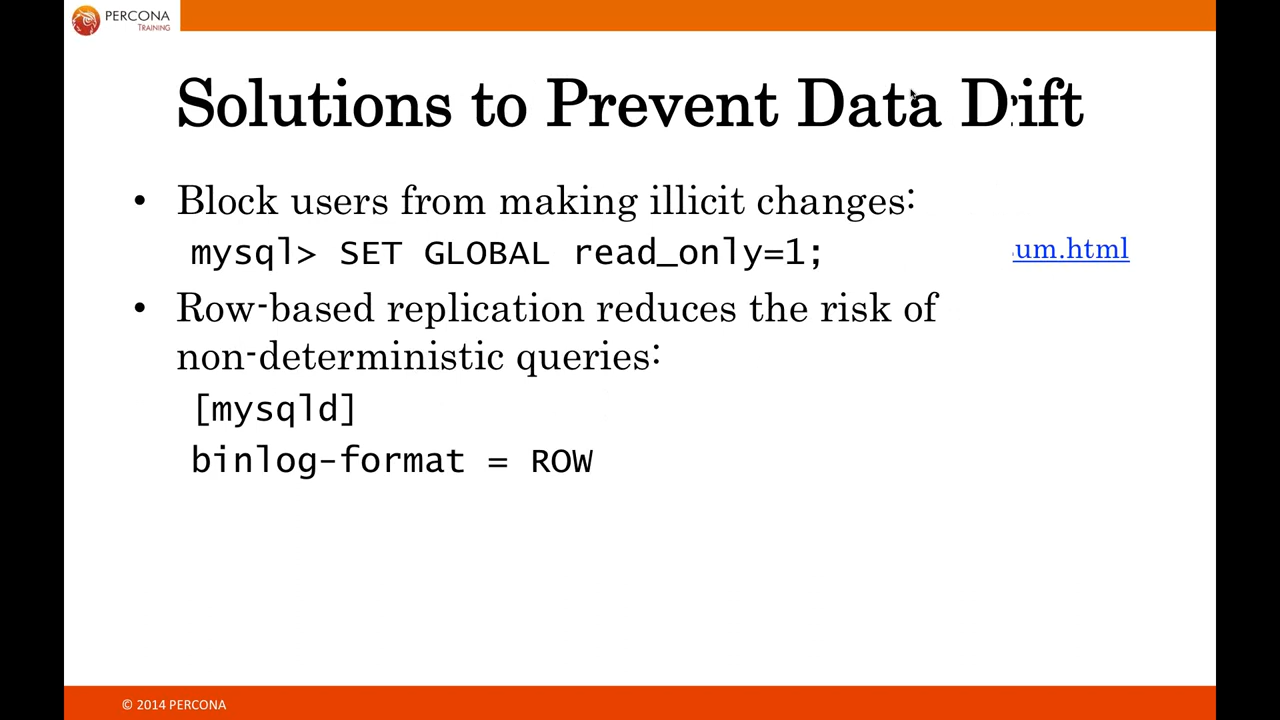 PERCONA
TRAINING
Solutions to Prevent Data Drift
• Block users from making illicit changes:
mysql> SET GLOBAL read_only=1;
um.html
• Row-based replication reduces the risk of
non-deterministic queries:
[mysqld]
binlog-format = ROW
© 2014 PERCONA